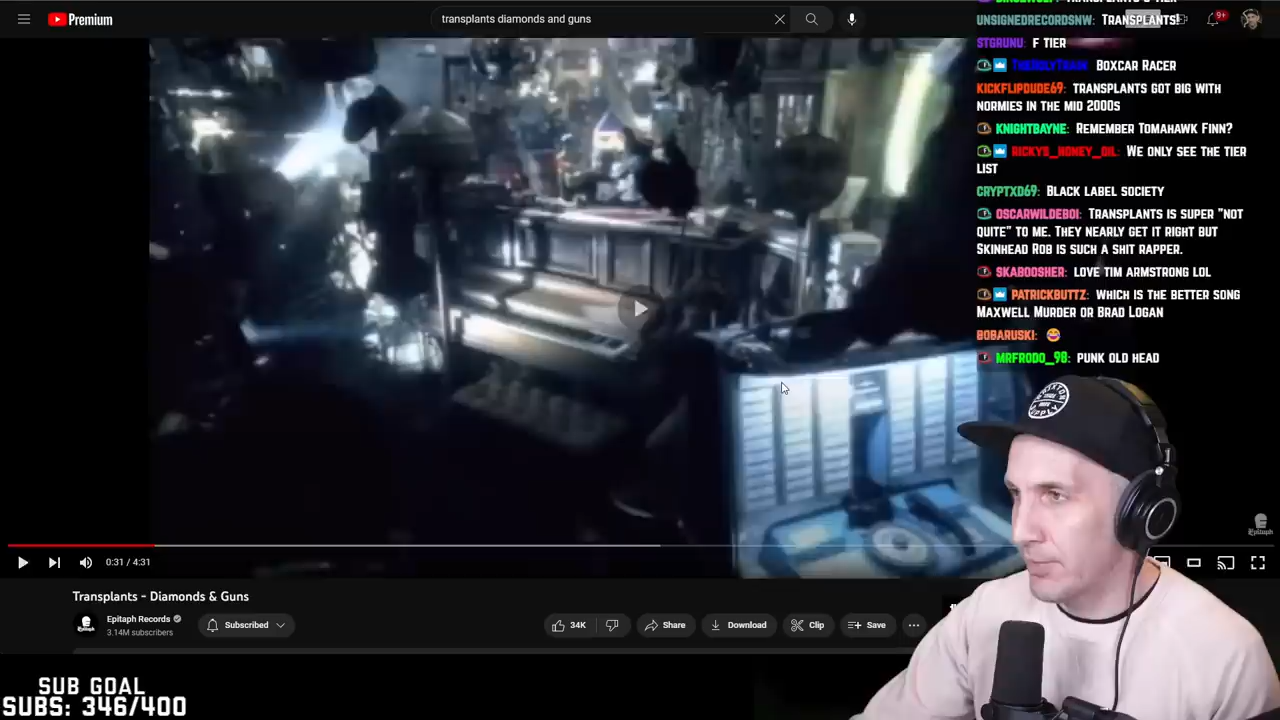 Premium
transplants diamonds and guns
9+
UNSIGNEDRECORDSNW: TRANSPLANTS!
STGRUNU: F TIER
BOXCAR RACER
KICKFLIPDUDE69: TRANSPLANTS GOT BIG WITH
NORMIES IN THE MID 2000S
KNIGHTBAYNE: REMEMBER TOMAHAWK FINN?
RICKYS_HONEY_OIL: WE ONLY SEE THE TIER
LIST
CRYPTXD69: BLACK LABEL SOCIETY
OSCARWILDEBOI: TRANSPLANTS IS SUPER "NOT
QUITE" TO ME. THEY NEARLY GET IT RIGHT BUT
SKINHEAD ROB IS SUCH A SHIT RAPPER.
SKABOOSHER: LOVE TIM ARMSTRONG LOL
PATRICKBUTTZ: WHICH IS THE BETTER SONG
MAXWELL MURDER OR BRAD LOGAN
BOBARUSKI: 😂
MRFRODO_98: PUNK OLD HEAD
Epitaph
0:31 / 4:31
Transplants - Diamonds & Guns
Epitaph Records
3.14M subscribers
Subscribed
34K
Share
Download
Clip
Save
SUB GOAL
SUBS: 346/400